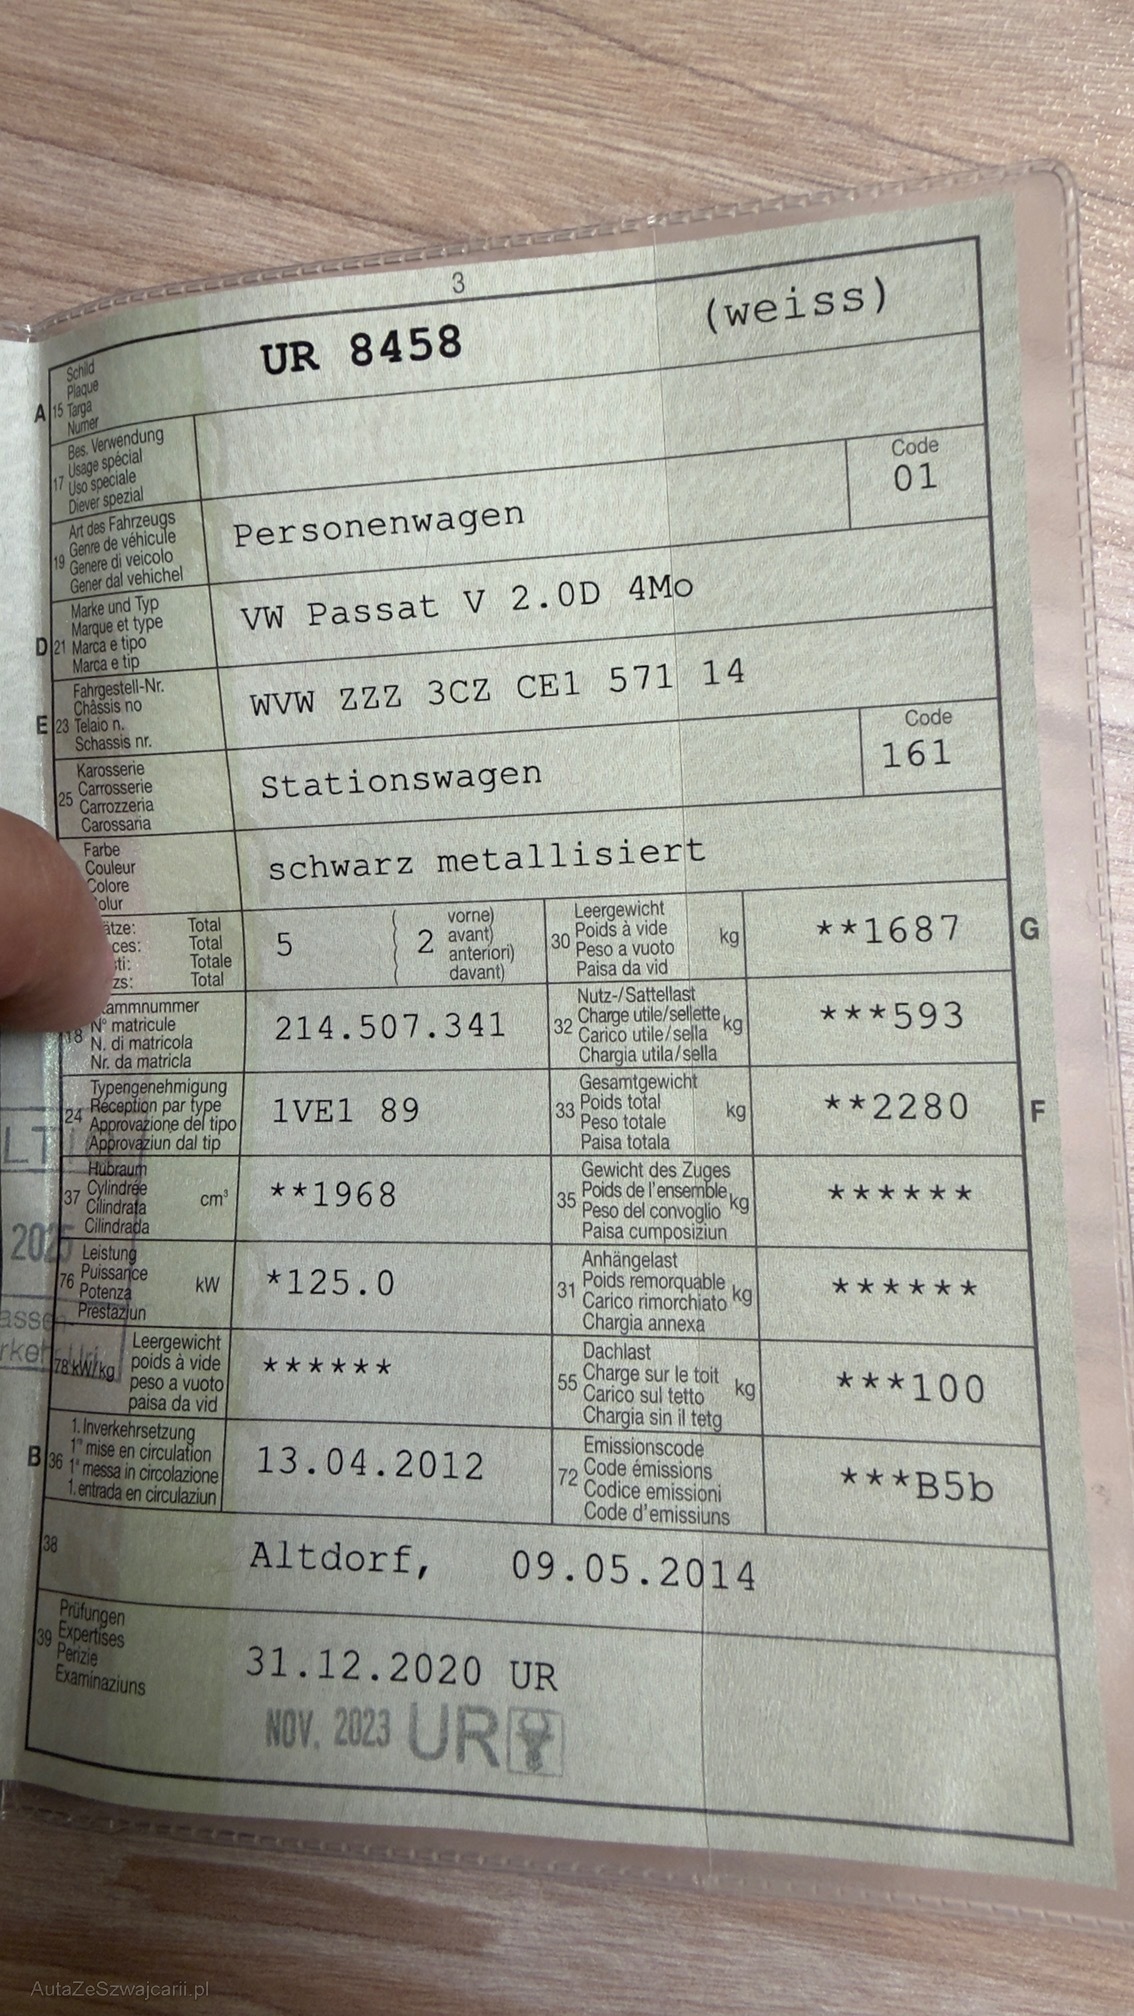 3
A 15 Schild
Plaque
Targa
Numer
UR 8458 (weiss)
17 Bes. Verwendung
Usage spécial
Uso speciale
Diever spezial
19 Art des Fahrzeugs
Genre de véhicule
Genere di veicolo
Gener dal vehichel
Personenwagen
Code
01
D 21 Marke und Typ
Marque et type
Marca e tipo
Marca e tip
VW Passat V 2.0D 4Mo
E 23 Fahrgestell-Nr.
Châssis no
Telaio n.
Schassis nr.
WVW ZZZ 3CZ CE1 571 14
25 Karosserie
Carrosserie
Carrozzeria
Carossaria
Stationswagen
Code
161
Farbe
Couleur
Colore
olur
schwarz metallisiert
ätze: Total
ces: Total
ti: Totale
zs: Total
5 ( 2 vorne)
avant)
anteriori)
davant)
30 Leergewicht
Poids à vide
Peso a vuoto
Paisa da vid
kg **1687 G
18 ammnummer
N° matricule
N. di matricola
Nr. da matricla
214.507.341
32 Nutz-/Sattellast
Charge utile/sellette
Carico utile/sella
Chargia utila/sella
kg ***593
24 Typengenehmigung
Réception par type
Approvazione del tipo
Approvaziun dal tip
1VE1 89
33 Gesamtgewicht
Poids total
Peso totale
Paisa totala
kg **2280 F
37 Hubraum
Cylindrée
Cilindrata
Cilindrada
cm³ **1968
35 Gewicht des Zuges
Poids de l'ensemble
Peso del convoglio
Paisa cumposiziun
kg ******
76 Leistung
Puissance
Potenza
Prestaziun
kW *125.0
31 Anhängelast
Poids remorquable
Carico rimorchiato
Chargia annexa
kg ******
78 kW/kg Leergewicht
poids à vide
peso a vuoto
paisa da vid
******
55 Dachlast
Charge sur le toit
Carico sul tetto
Chargia sin il tetg
kg ***100
B 36 1. Inverkehrsetzung
1re mise en circulation
1a messa in circolazione
1. entrada en circulaziun
13.04.2012
72 Emissionscode
Code émissions
Codice emissioni
Code d'emissiuns
***B5b
38 Altdorf, 09.05.2014
39 Prüfungen
Expertises
Perizie
Examinaziuns
31.12.2020 UR
NOV. 2023 UR
AutaZeSzwajcarii.pl